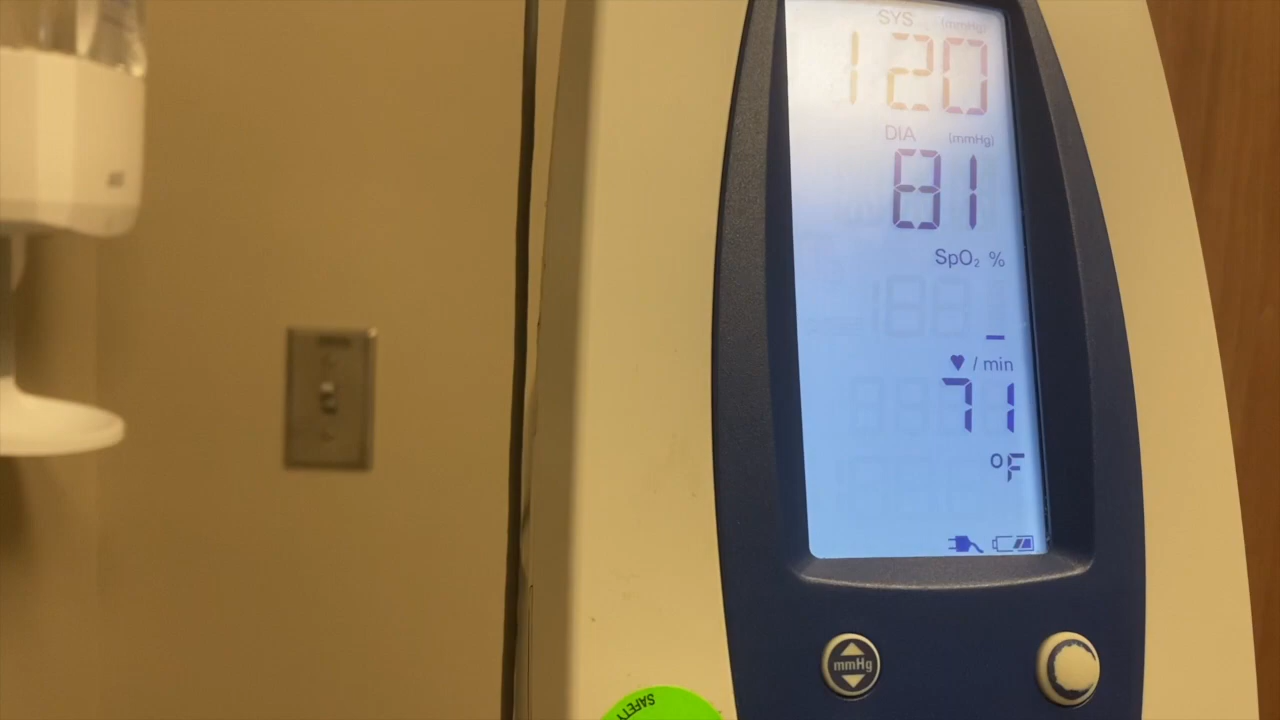 SYS (mmHg)
120
DIA (mmHg)
81
SpO₂ %
_
♥ / min
71
°F
mmHg
SAFETY